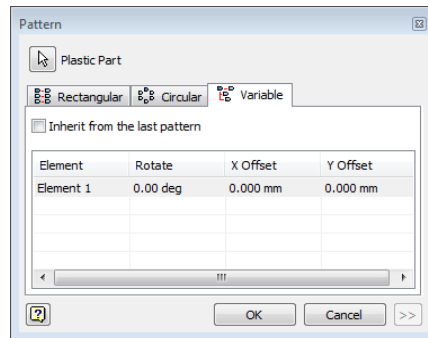 Pattern
Plastic Part
Rectangular Circular Variable
Inherit from the last pattern
Element Rotate X Offset Y Offset
Element 1 0.00 deg 0.000 mm 0.000 mm
OK Cancel >>